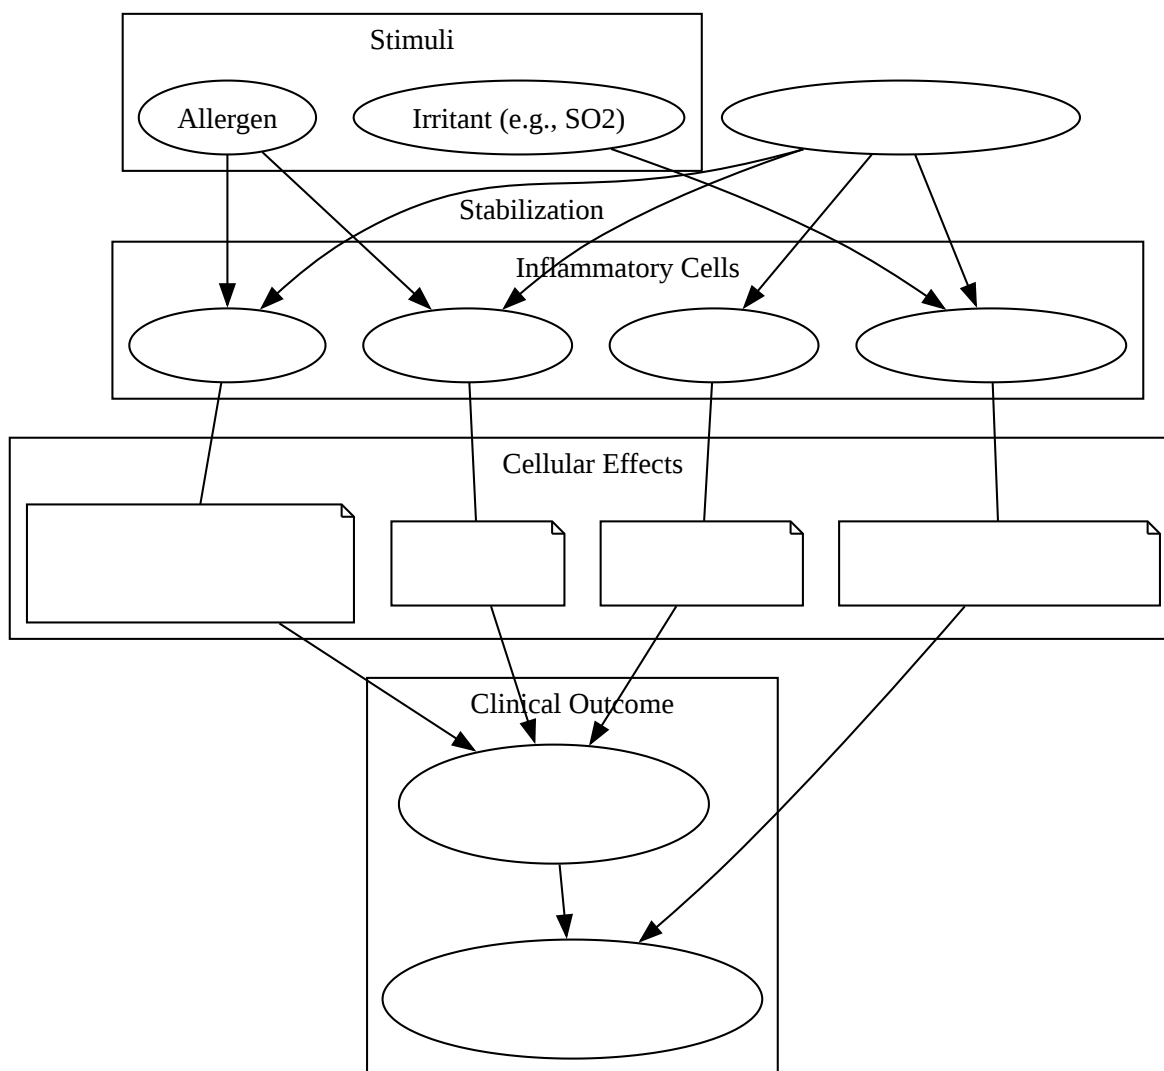 Stimuli
Allergen
Irritant (e.g., SO2)
Stabilization
Inflammatory Cells
Cellular Effects
Clinical Outcome